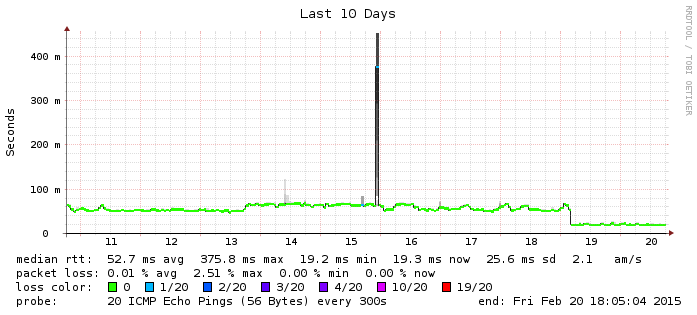 Last 10 Days
RRDTOOL / TOBI OETIKER
Seconds
400 m
300 m
200 m
100 m
0
11 12 13 14 15 16 17 18 19 20
median rtt: 52.7 ms avg 375.8 ms max 19.2 ms min 19.3 ms now 25.6 ms sd 2.1 am/s
packet loss: 0.01 % avg 2.51 % max 0.00 % min 0.00 % now
loss color: 0 1/20 2/20 3/20 4/20 10/20 19/20
probe: 20 ICMP Echo Pings (56 Bytes) every 300s end: Fri Feb 20 18:05:04 2015